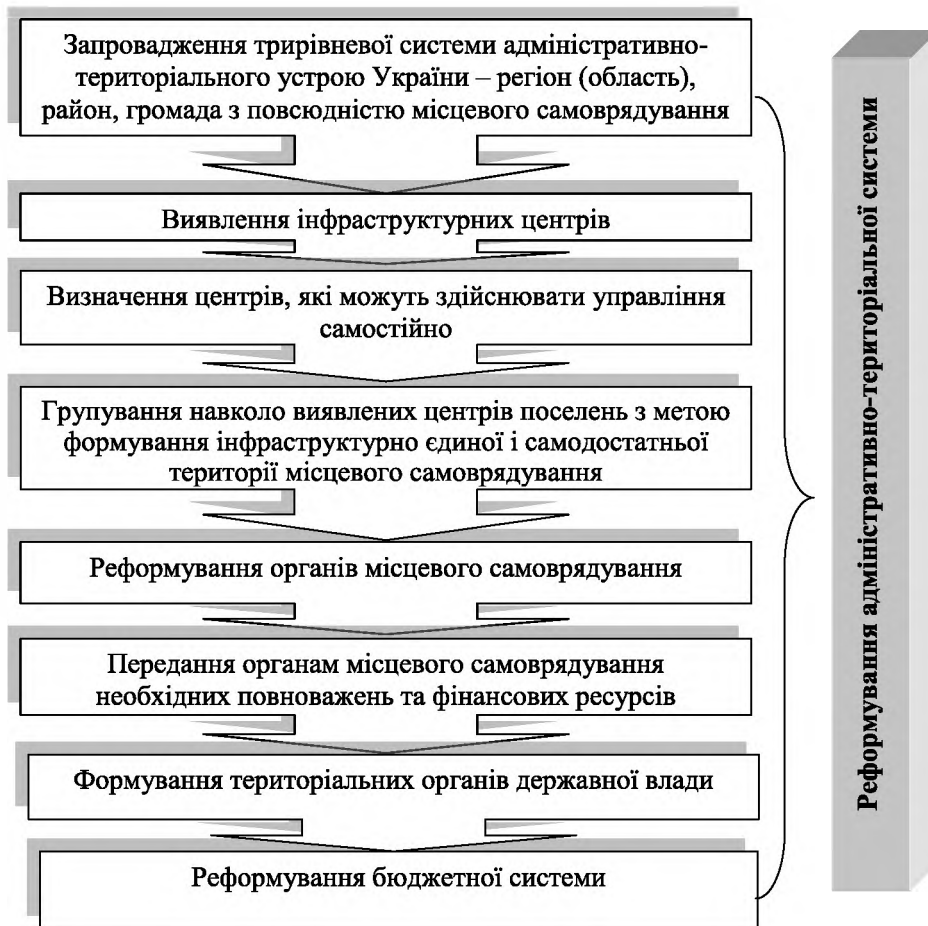 Запровадження трирівневої системи адміністративно-
територіального устрою України – регіон (область),
район, громада з повсюдністю місцевого самоврядування
Виявлення інфраструктурних центрів
Визначення центрів, які можуть здійснювати управління
самостійно
Групування навколо виявлених центрів поселень з метою
формування інфраструктурно єдиної і самодостатньої
території місцевого самоврядування
Реформування органів місцевого самоврядування
Передання органам місцевого самоврядування
необхідних повноважень та фінансових ресурсів
Формування територіальних органів державної влади
Реформування бюджетної системи
Реформування адміністративно-територіальної системи